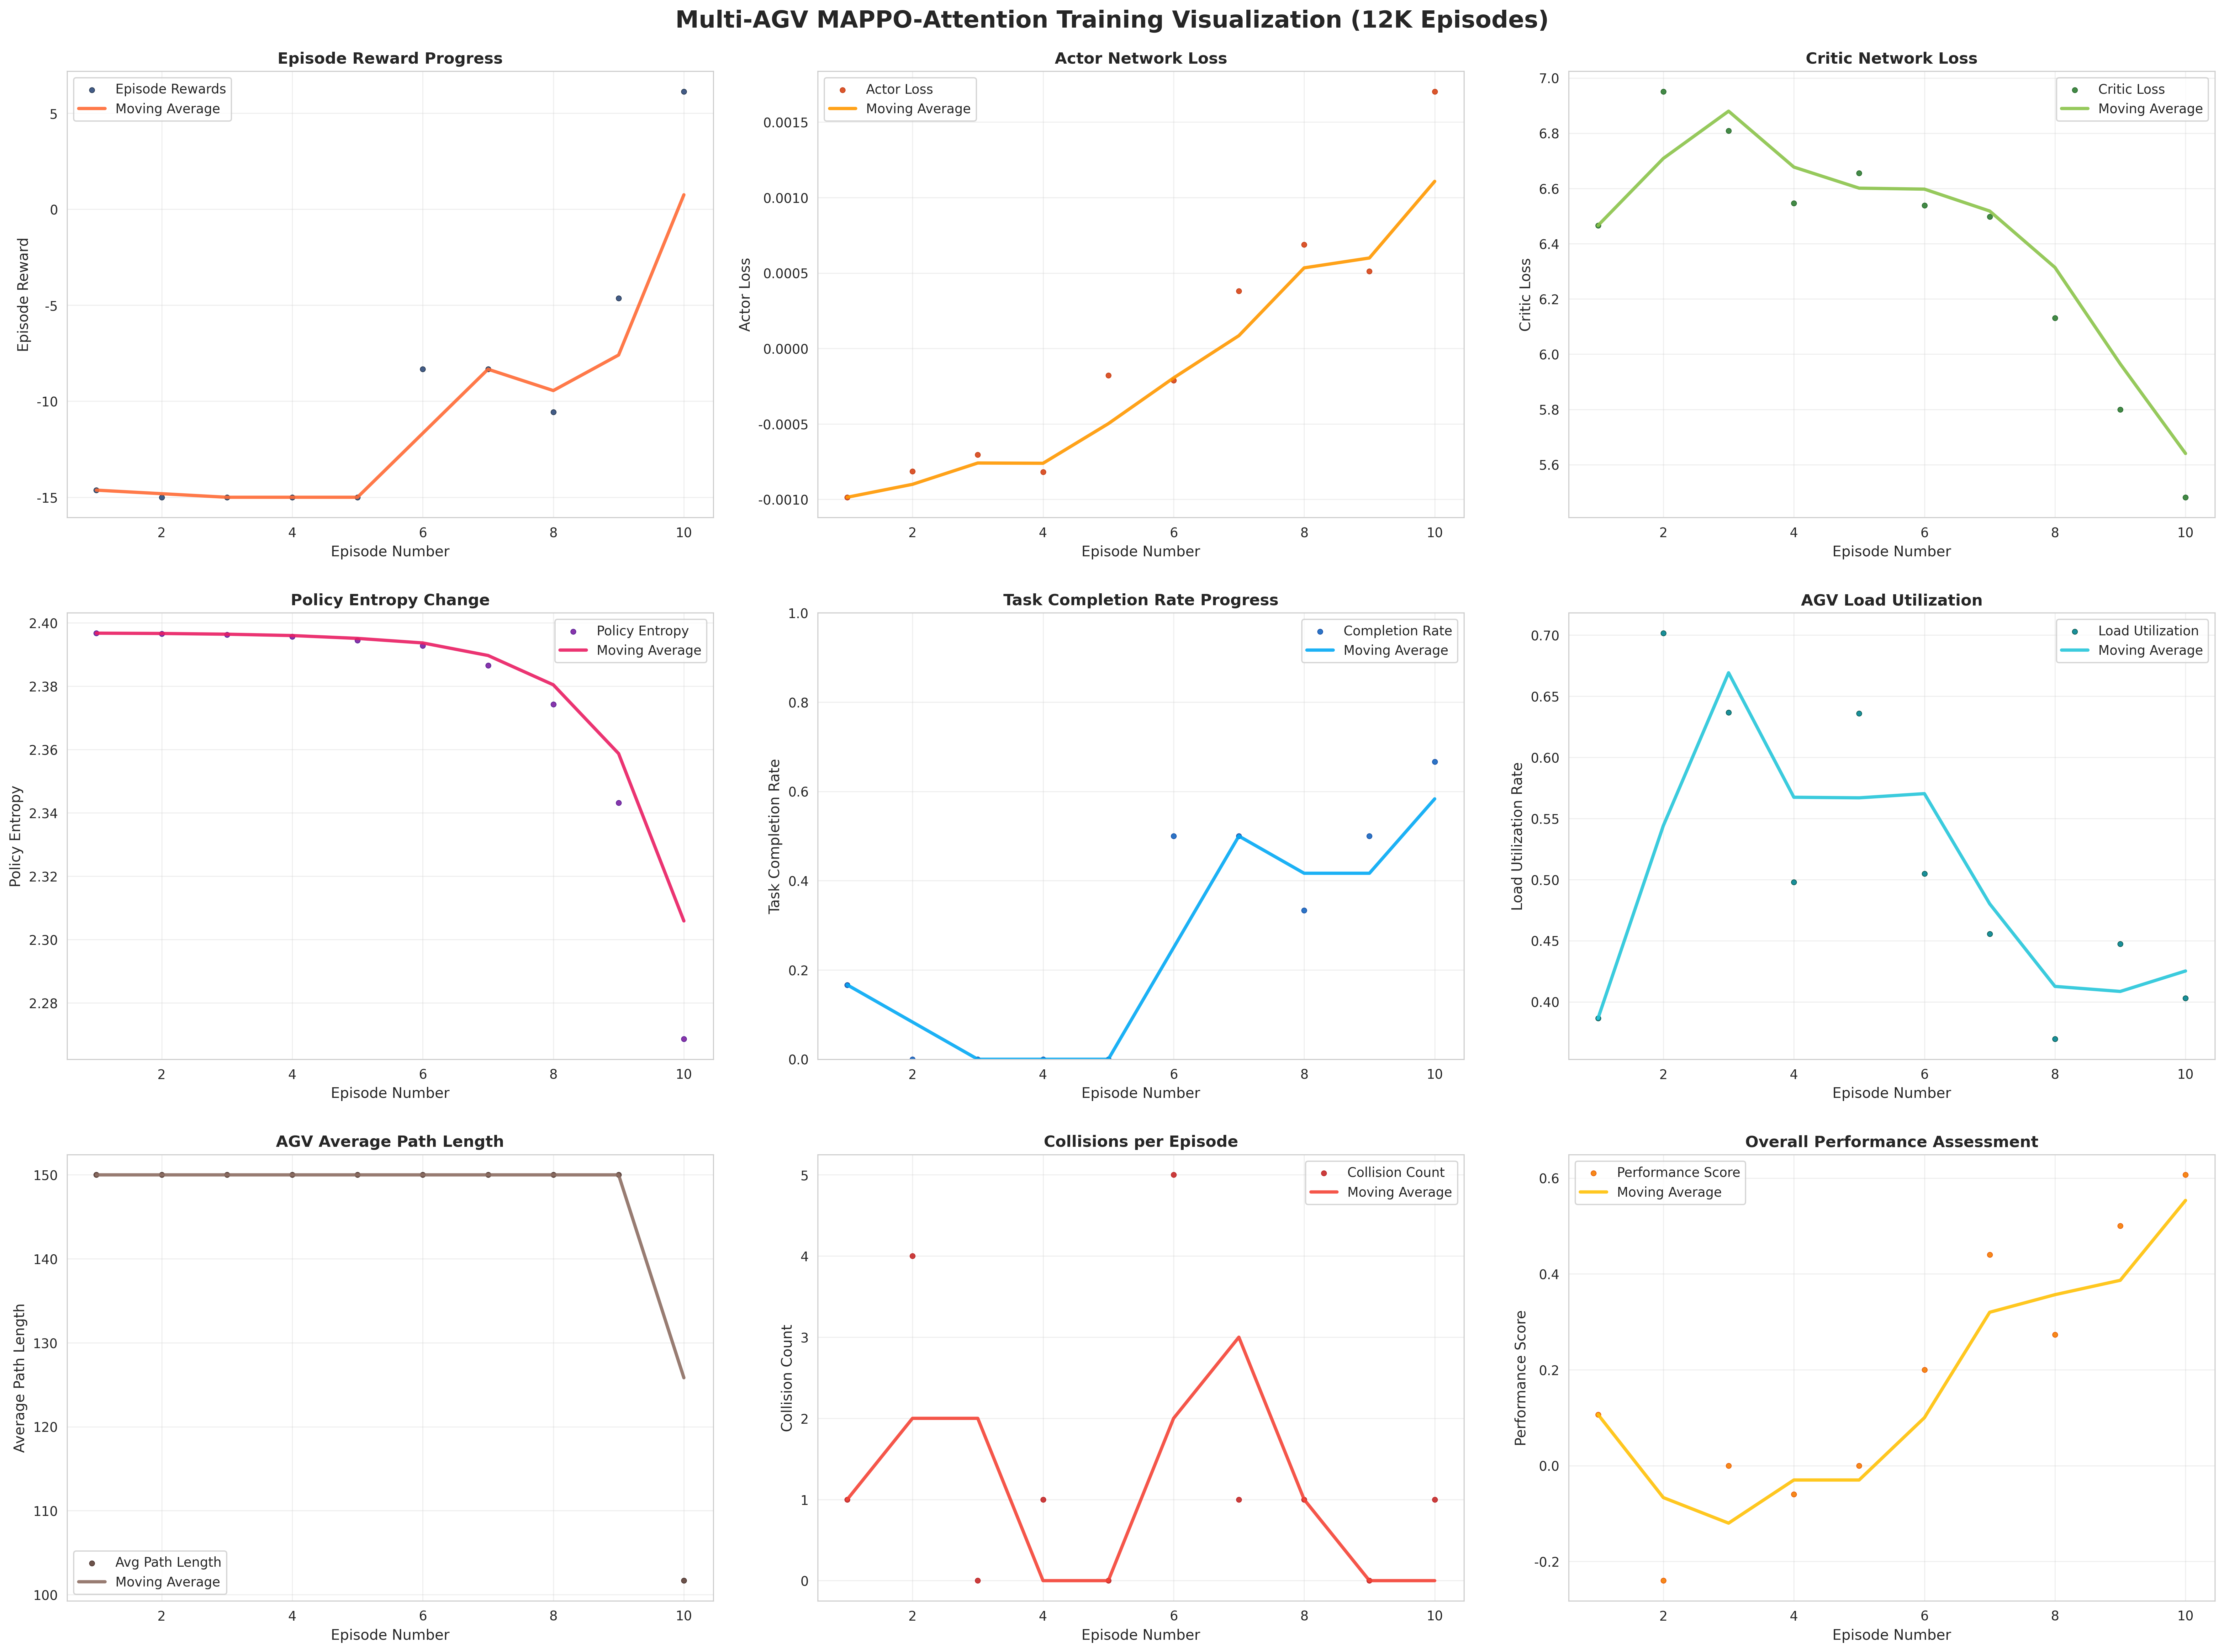 Multi-AGV MAPPO-Attention Training Visualization (12K Episodes)
Episode Reward Progress
Episode Rewards
Moving Average
5
0
-5
-10
-15
Episode Reward
2 4 6 8 10
Episode Number
Actor Network Loss
Actor Loss
Moving Average
0.0015
0.0010
0.0005
0.0000
-0.0005
-0.0010
Actor Loss
2 4 6 8 10
Episode Number
Critic Network Loss
Critic Loss
Moving Average
7.0
6.8
6.6
6.4
6.2
6.0
5.8
5.6
Critic Loss
2 4 6 8 10
Episode Number
Policy Entropy Change
Policy Entropy
Moving Average
2.40
2.38
2.36
2.34
2.32
2.30
2.28
Policy Entropy
2 4 6 8 10
Episode Number
Task Completion Rate Progress
Completion Rate
Moving Average
1.0
0.8
0.6
0.4
0.2
0.0
Task Completion Rate
2 4 6 8 10
Episode Number
AGV Load Utilization
Load Utilization
Moving Average
0.70
0.65
0.60
0.55
0.50
0.45
0.40
Load Utilization Rate
2 4 6 8 10
Episode Number
AGV Average Path Length
150
140
130
120
110
100
Average Path Length
Avg Path Length
Moving Average
2 4 6 8 10
Episode Number
Collisions per Episode
Collision Count
Moving Average
5
4
3
2
1
0
Collision Count
2 4 6 8 10
Episode Number
Overall Performance Assessment
Performance Score
Moving Average
0.6
0.4
0.2
0.0
-0.2
Performance Score
2 4 6 8 10
Episode Number